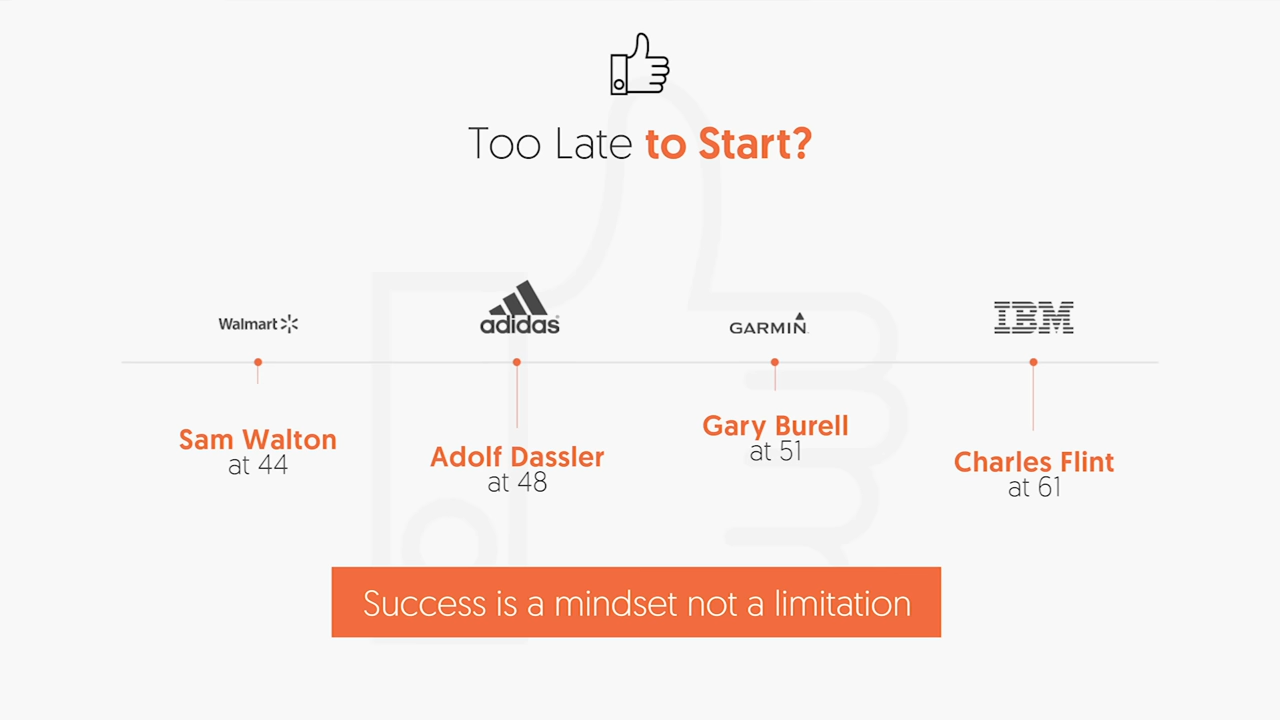 Too Late to Start?
Walmart
adidas
GARMIN
IBM
Sam Walton
at 44
Adolf Dassler
at 48
Gary Burell
at 51
Charles Flint
at 61
Success is a mindset not a limitation